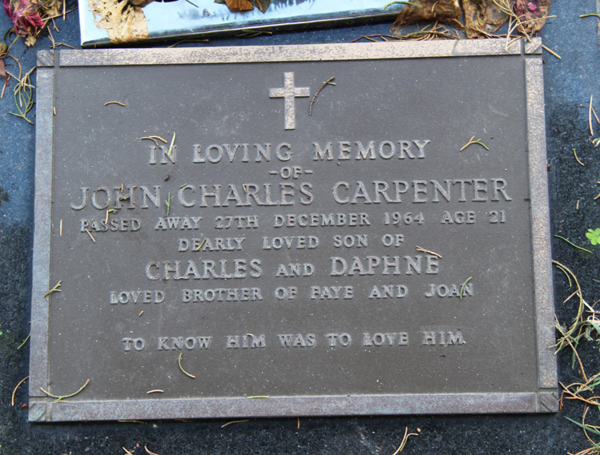 IN LOVING MEMORY
-OF-
JOHN CHARLES CARPENTER
PASSED AWAY 27TH DECEMBER 1964 AGE 21
DEARLY LOVED SON OF
CHARLES AND DAPHNE
LOVED BROTHER OF FAYE AND JOAN
TO KNOW HIM WAS TO LOVE HIM.